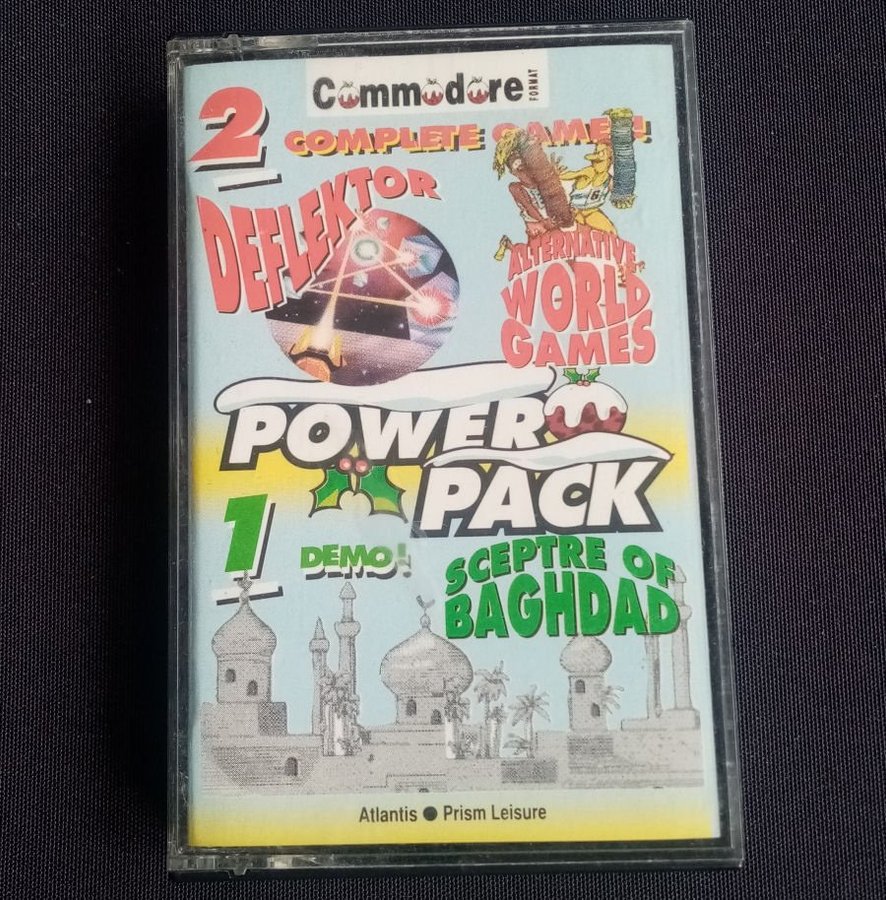 Commodore
FORMAT
2
COMPLETE GAMES!
DEFLEKTOR
6
ALTERNATIVE
WORLD
GAMES
POWER
PACK
1
DEMO!
SCEPTRE OF
BAGHDAD
Atlantis ● Prism Leisure